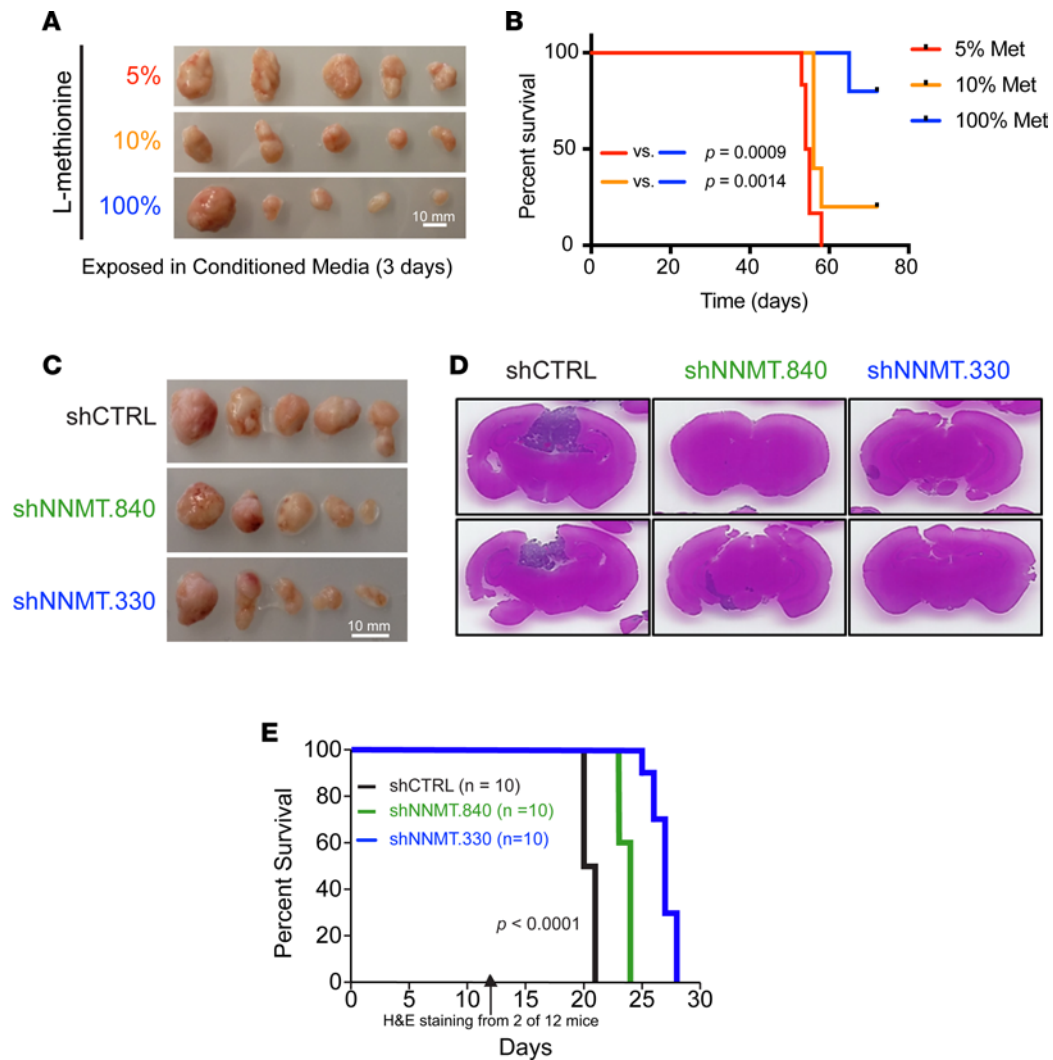 A
L-methionine
5%
10%
100%
10 mm
Exposed in Conditioned Media (3 days)
B
Percent survival
100
50
0
0 20 40 60 80
Time (days)
vs. p = 0.0009
vs. p = 0.0014
5% Met
10% Met
100% Met
C
shCTRL
shNNMT.840
shNNMT.330
10 mm
D
shCTRL shNNMT.840 shNNMT.330
E
Percent Survival
100
80
60
40
20
0
shCTRL (n = 10)
shNNMT.840 (n =10)
shNNMT.330 (n=10)
p < 0.0001
0 5 10 15 20 25 30
H&E staining from 2 of 12 mice
Days